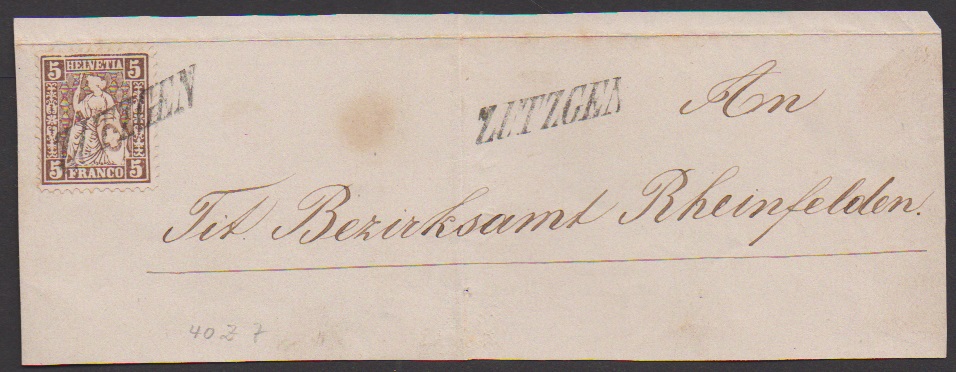 5 HELVETIA 5
5 FRANCO 5
ZETZGEN
An
Tit. Bezirksamt Rheinfelden.
40 Z 7